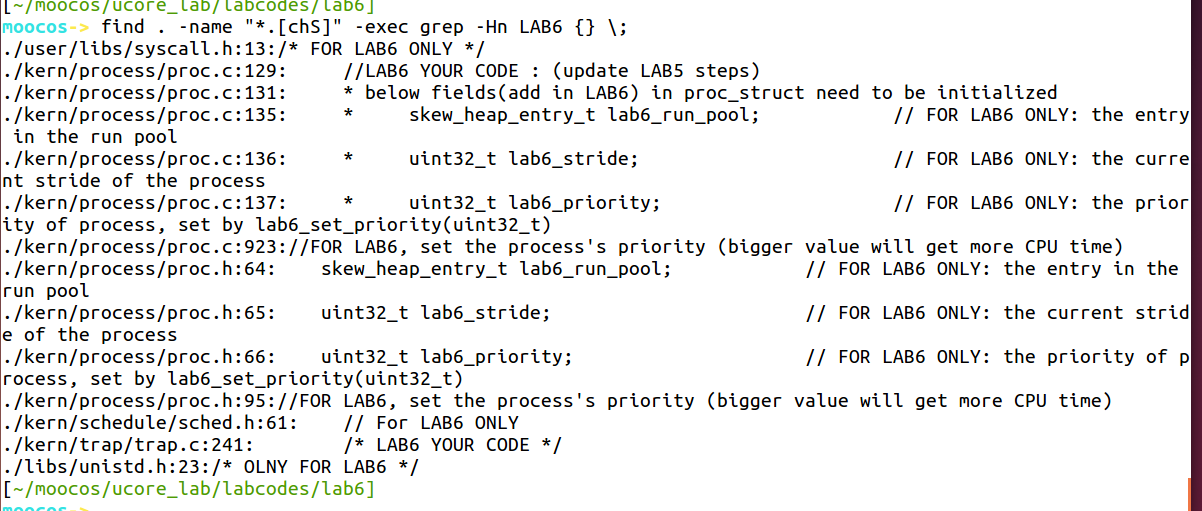 [~/moocos/ucore_lab/labcodes/lab6]
moocos-> find . -name "*.[chS]" -exec grep -Hn LAB6 {} \;
./user/libs/syscall.h:13:/* FOR LAB6 ONLY */
./kern/process/proc.c:129:     //LAB6 YOUR CODE : (update LAB5 steps)
./kern/process/proc.c:131:     * below fields(add in LAB6) in proc_struct need to be initialized
./kern/process/proc.c:135:     *     skew_heap_entry_t lab6_run_pool;            // FOR LAB6 ONLY: the entry
 in the run pool
./kern/process/proc.c:136:     *     uint32_t lab6_stride;                       // FOR LAB6 ONLY: the curre
nt stride of the process
./kern/process/proc.c:137:     *     uint32_t lab6_priority;                     // FOR LAB6 ONLY: the prior
ity of process, set by lab6_set_priority(uint32_t)
./kern/process/proc.c:923://FOR LAB6, set the process's priority (bigger value will get more CPU time)
./kern/process/proc.h:64:    skew_heap_entry_t lab6_run_pool;            // FOR LAB6 ONLY: the entry in the
run pool
./kern/process/proc.h:65:    uint32_t lab6_stride;                       // FOR LAB6 ONLY: the current strid
e of the process
./kern/process/proc.h:66:    uint32_t lab6_priority;                     // FOR LAB6 ONLY: the priority of p
rocess, set by lab6_set_priority(uint32_t)
./kern/process/proc.h:95://FOR LAB6, set the process's priority (bigger value will get more CPU time)
./kern/schedule/sched.h:61:    // For LAB6 ONLY
./kern/trap/trap.c:241:        /* LAB6 YOUR CODE */
./libs/unistd.h:23:/* OLNY FOR LAB6 */
[~/moocos/ucore_lab/labcodes/lab6]
moocos->